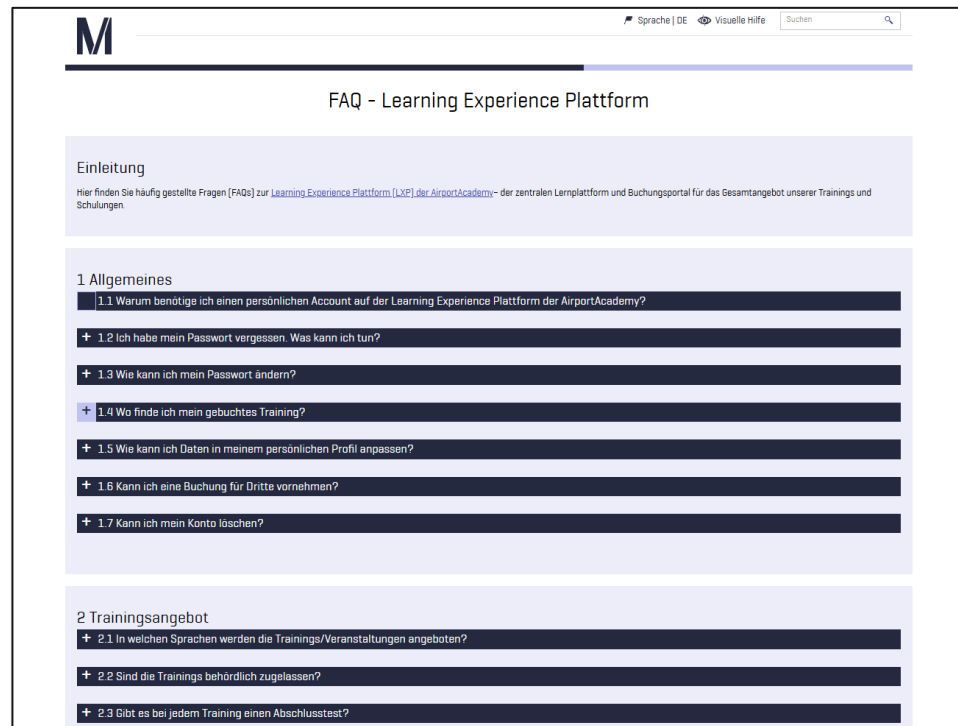 M
Sprache | DE Visuelle Hilfe Suchen
FAQ - Learning Experience Plattform
Einleitung
Hier finden Sie häufig gestellte Fragen (FAQs) zur Learning Experience Plattform (LXP) der AirportAcademy– der zentralen Lernplattform und Buchungsportal für das Gesamtangebot unserer Trainings und
Schulungen.
1 Allgemeines
1.1 Warum benötige ich einen persönlichen Account auf der Learning Experience Plattform der AirportAcademy?
+ 1.2 Ich habe mein Passwort vergessen. Was kann ich tun?
+ 1.3 Wie kann ich mein Passwort ändern?
+ 1.4 Wo finde ich mein gebuchtes Training?
+ 1.5 Wie kann ich Daten in meinem persönlichen Profil anpassen?
+ 1.6 Kann ich eine Buchung für Dritte vornehmen?
+ 1.7 Kann ich mein Konto löschen?
2 Trainingsangebot
+ 2.1 In welchen Sprachen werden die Trainings/Veranstaltungen angeboten?
+ 2.2 Sind die Trainings behördlich zugelassen?
+ 2.3 Gibt es bei jedem Training einen Abschlusstest?